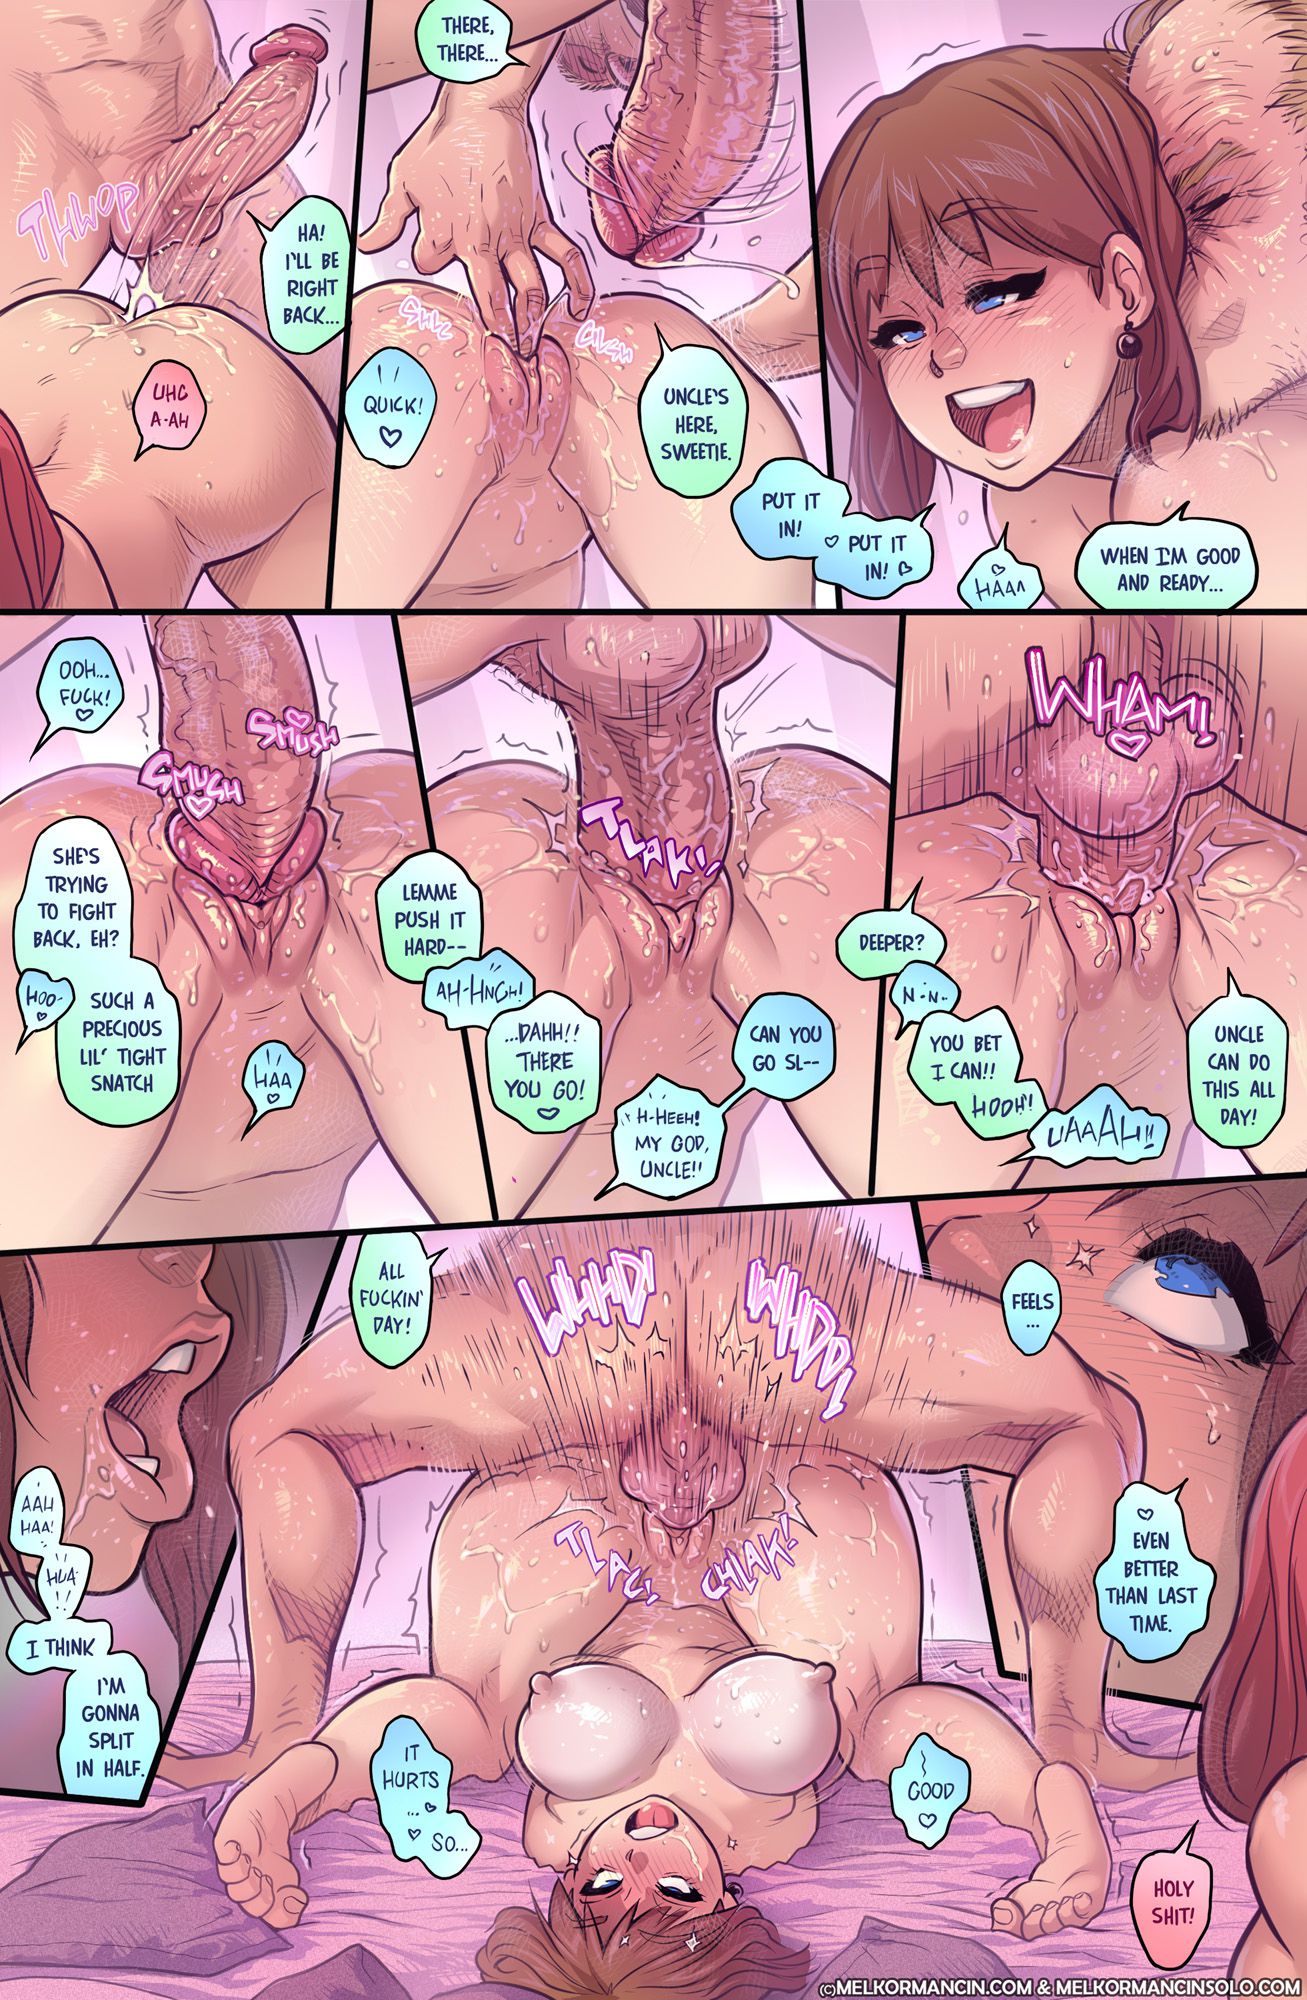 THERE,
THERE...
THWOP
HA!
I'LL BE
RIGHT
BACK...
UHG
A-AH
QUICK!
UNCLE'S
HERE,
SWEETIE.
PUT IT
IN!
PUT IT
IN!
HAAA
WHEN I'M GOOD
AND READY...
OOH...
FUCK!
SMUSH
SMUSH
SHE'S
TRYING
TO FIGHT
BACK, EH?
HOO-
SUCH A
PRECIOUS
LIL' TIGHT
SNATCH
HAA
TLAK!
LEMME
PUSH IT
HARD--
AH-HNGH!
...DAHH!!
THERE
YOU GO!
H-HEEH!
MY GOD,
UNCLE!!
CAN YOU
GO SL--
WHAM!
DEEPER?
N-N-
YOU BET
I CAN!!
HOOH!
UAAAH!!
UNCLE
CAN DO
THIS ALL
DAY!
AAH
HAA!
HUA-
!!
I THINK
I'M
GONNA
SPLIT
IN HALF.
ALL
FUCKIN'
DAY!
TLAC!
CHLAK!
IT
HURTS
...
SO...
GOOD
FEELS
...
EVEN
BETTER
THAN LAST
TIME.
HOLY
SHIT!
©MELKORMANCIN.COM & MELKORMANCINSOLO.COM